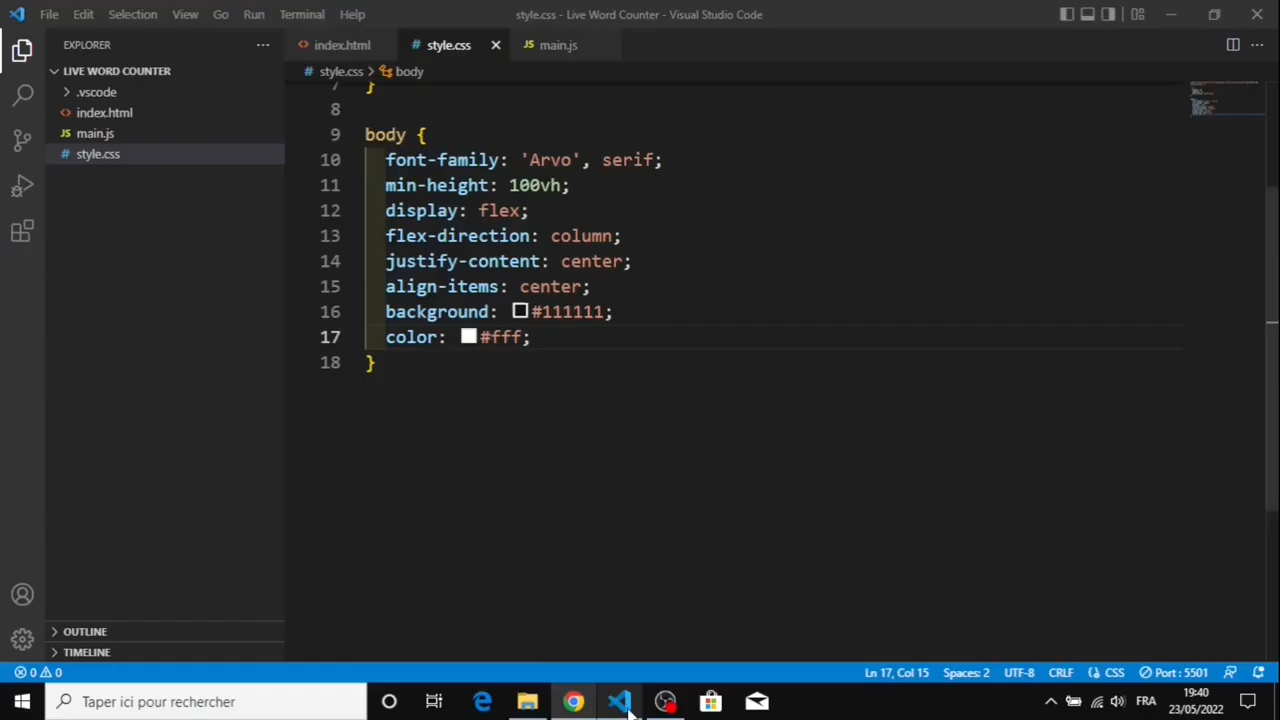 File Edit Selection View Go Run Terminal Help style.css - Live Word Counter - Visual Studio Code
EXPLORER
index.html
style.css
main.js
LIVE WORD COUNTER
.vscode
index.html
JS main.js
# style.css
OUTLINE
TIMELINE
# style.css > body
7 }
8
9 body {
10 font-family: 'Arvo', serif;
11 min-height: 100vh;
12 display: flex;
13 flex-direction: column;
14 justify-content: center;
15 align-items: center;
16 background: #111111;
17 color: #fff;
18 }
0 0 Ln 17, Col 15 Spaces: 2 UTF-8 CRLF CSS Port : 5501
Taper ici pour rechercher
FRA
19:40
23/05/2022